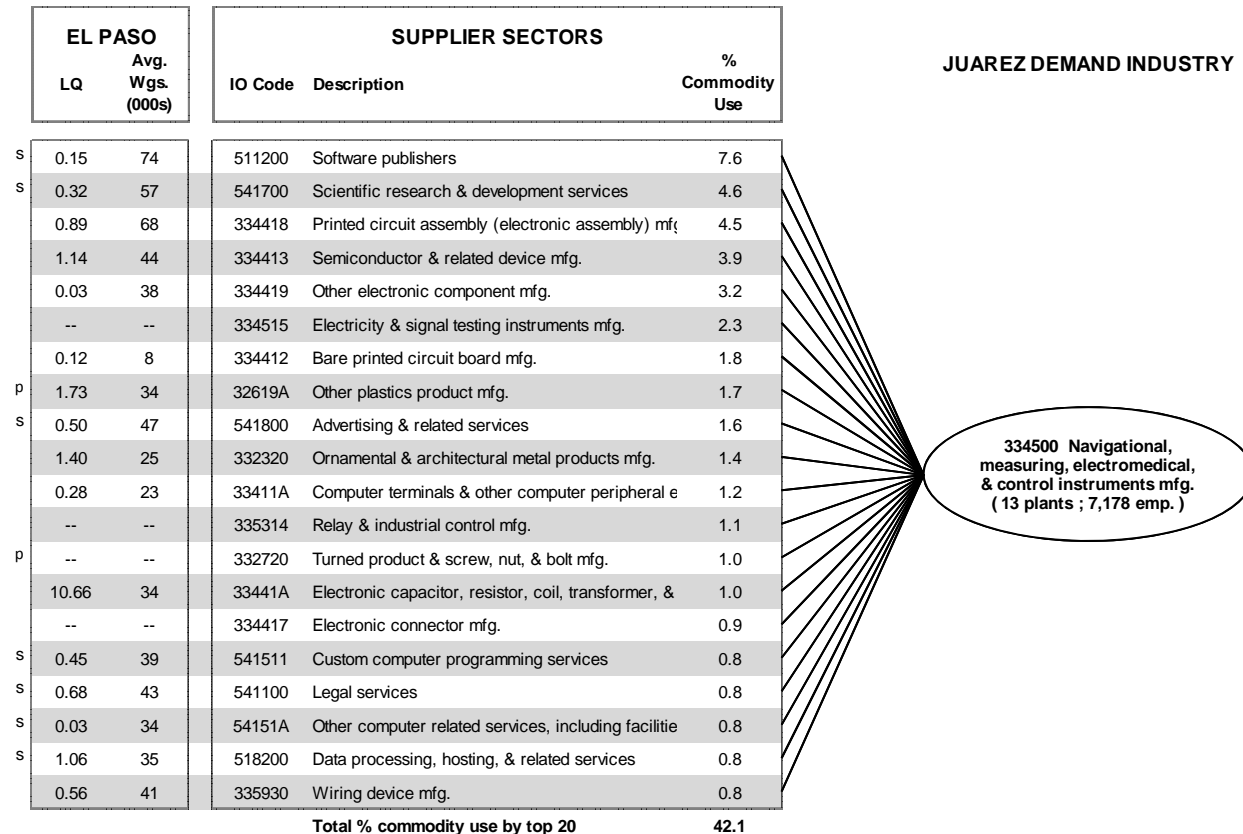 EL PASO
SUPPLIER SECTORS
JUAREZ DEMAND INDUSTRY
LQ Avg. Wgs. (000s) IO Code Description % Commodity Use
s 0.15 74 511200 Software publishers 7.6
s 0.32 57 541700 Scientific research & development services 4.6
0.89 68 334418 Printed circuit assembly (electronic assembly) mfg 4.5
1.14 44 334413 Semiconductor & related device mfg. 3.9
0.03 38 334419 Other electronic component mfg. 3.2
-- -- 334515 Electricity & signal testing instruments mfg. 2.3
0.12 8 334412 Bare printed circuit board mfg. 1.8
p 1.73 34 32619A Other plastics product mfg. 1.7
s 0.50 47 541800 Advertising & related services 1.6
1.40 25 332320 Ornamental & architectural metal products mfg. 1.4
0.28 23 33411A Computer terminals & other computer peripheral e 1.2
-- -- 335314 Relay & industrial control mfg. 1.1
p -- -- 332720 Turned product & screw, nut, & bolt mfg. 1.0
10.66 34 33441A Electronic capacitor, resistor, coil, transformer, & 1.0
-- -- 334417 Electronic connector mfg. 0.9
s 0.45 39 541511 Custom computer programming services 0.8
s 0.68 43 541100 Legal services 0.8
s 0.03 34 54151A Other computer related services, including facilitie 0.8
s 1.06 35 518200 Data processing, hosting, & related services 0.8
0.56 41 335930 Wiring device mfg. 0.8
Total % commodity use by top 20 42.1
334500 Navigational,
measuring, electromedical,
& control instruments mfg.
( 13 plants ; 7,178 emp. )